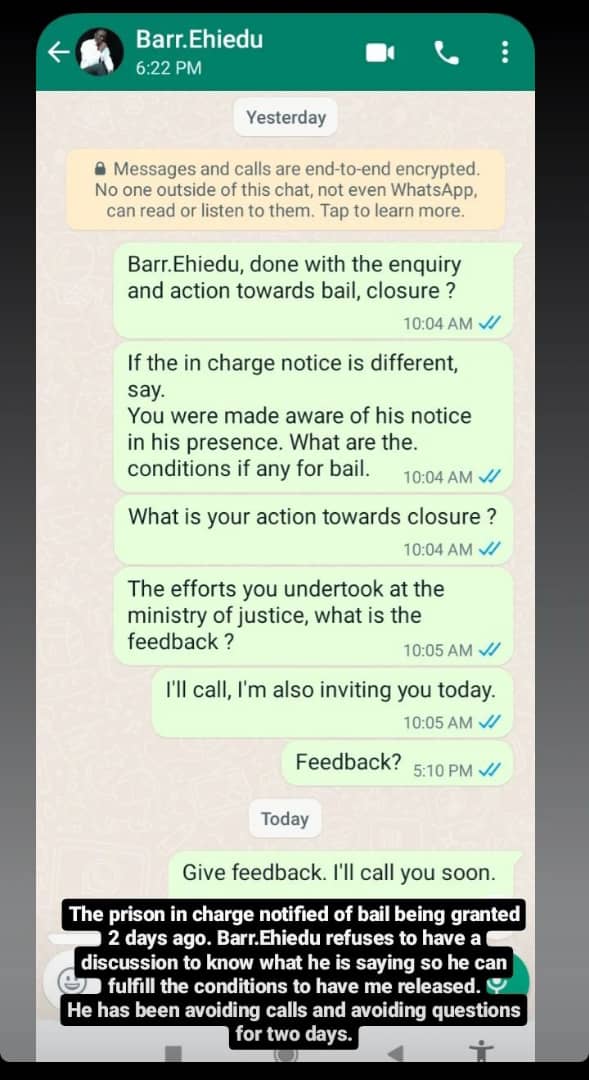 Barr.Ehiedu
6:22 PM
Yesterday
Messages and calls are end-to-end encrypted.
No one outside of this chat, not even WhatsApp,
can read or listen to them. Tap to learn more.
Barr.Ehiedu, done with the enquiry
and action towards bail, closure ?
10:04 AM
If the in charge notice is different,
say.
You were made aware of his notice
in his presence. What are the.
conditions if any for bail.
10:04 AM
What is your action towards closure ?
10:04 AM
The efforts you undertook at the
ministry of justice, what is the
feedback ?
10:05 AM
I'll call, I'm also inviting you today.
10:05 AM
Feedback? 5:10 PM
Today
Give feedback. I'll call you soon.
The prison in charge notified of bail being granted
2 days ago. Barr.Ehiedu refuses to have a
discussion to know what he is saying so he can
fulfill the conditions to have me released.
He has been avoiding calls and avoiding questions
for two days.